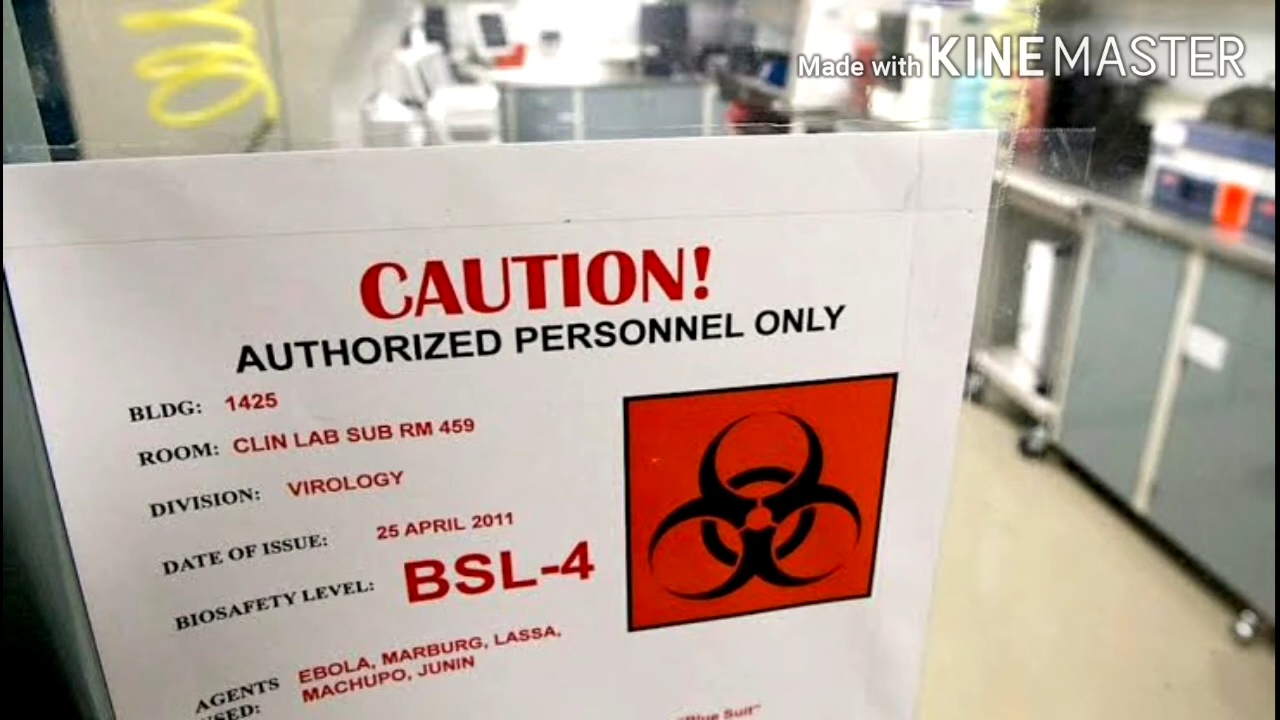 Made with KINEMASTER
CAUTION!
AUTHORIZED PERSONNEL ONLY
BLDG: 1425
ROOM: CLIN LAB SUB RM 459
DIVISION: VIROLOGY
DATE OF ISSUE: 25 APRIL 2011
BIOSAFETY LEVEL: BSL-4
AGENTS EBOLA, MARBURG, LASSA,
MACHUPO, JUNIN
"Blue Suit"